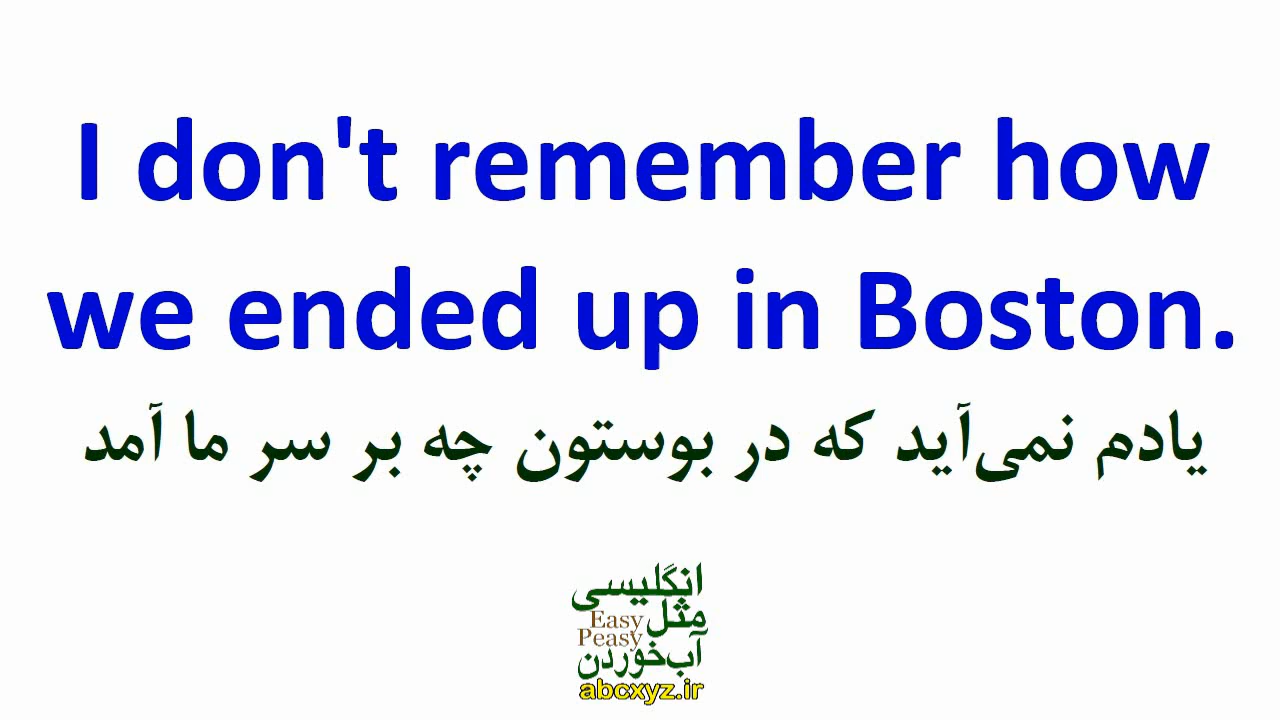 I don't remember how
we ended up in Boston.
یادم نمی‌آید که در بوستون چه بر سر ما آمد
انگلیسی
مثل
Easy
Peasy
آب‌خوردن
abcxyz.ir